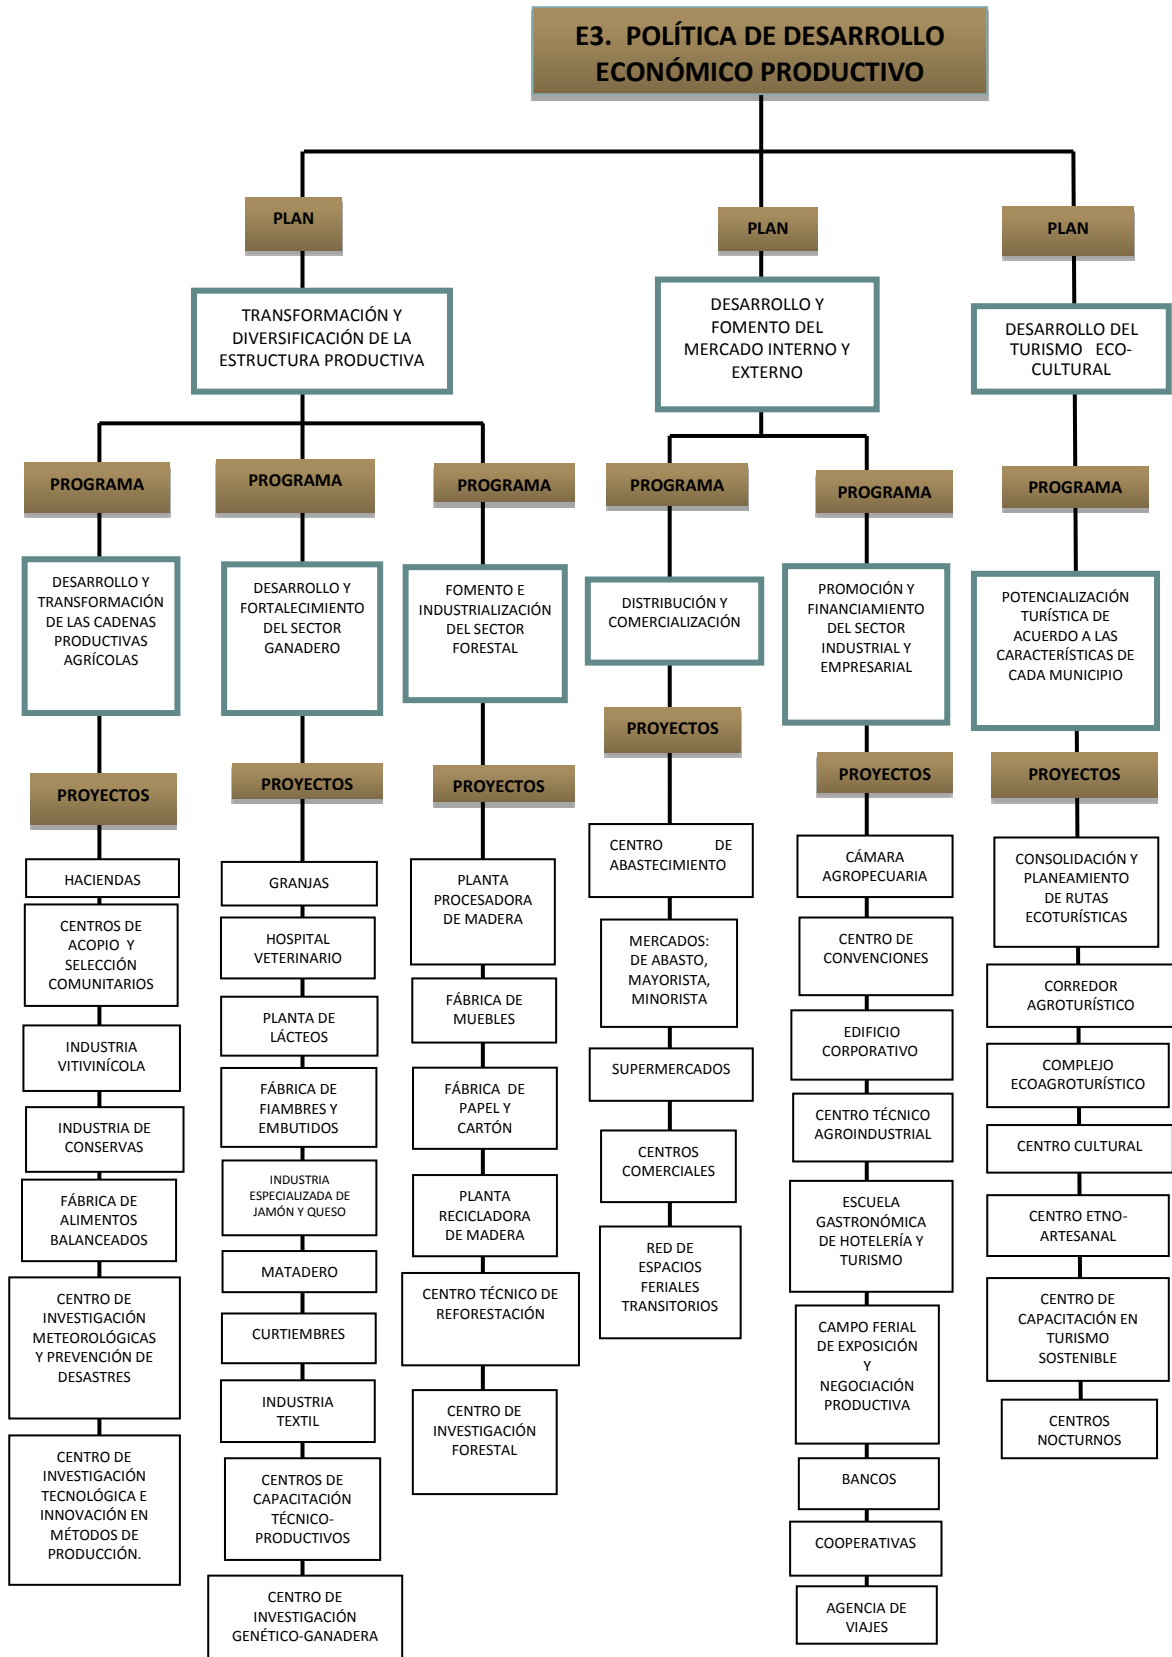 E3. POLÍTICA DE DESARROLLO
ECONÓMICO PRODUCTIVO
PLAN
TRANSFORMACIÓN Y
DIVERSIFICACIÓN DE LA
ESTRUCTURA PRODUCTIVA
PROGRAMA
DESARROLLO Y
TRANSFORMACIÓN
DE LAS CADENAS
PRODUCTIVAS
AGRÍCOLAS
PROYECTOS
HACIENDAS
CENTROS DE
ACOPIO Y
SELECCIÓN
COMUNITARIOS
INDUSTRIA
VITIVINÍCOLA
INDUSTRIA DE
CONSERVAS
FÁBRICA DE
ALIMENTOS
BALANCEADOS
CENTRO DE
INVESTIGACIÓN
METEOROLÓGICAS
Y PREVENCIÓN DE
DESASTRES
CENTRO DE
INVESTIGACIÓN
TECNOLÓGICA E
INNOVACIÓN EN
MÉTODOS DE
PRODUCCIÓN.
PROGRAMA
DESARROLLO Y
FORTALECIMIENTO
DEL SECTOR
GANADERO
PROYECTOS
GRANJAS
HOSPITAL
VETERINARIO
PLANTA DE
LÁCTEOS
FÁBRICA DE
FIAMBRES Y
EMBUTIDOS
INDUSTRIA
ESPECIALIZADA DE
JAMÓN Y QUESO
MATADERO
CURTIEMBRES
INDUSTRIA
TEXTIL
CENTROS DE
CAPACITACIÓN
TÉCNICO-
PRODUCTIVOS
CENTRO DE
INVESTIGACIÓN
GENÉTICO-GANADERA
PROGRAMA
FOMENTO E
INDUSTRIALIZACIÓN
DEL SECTOR
FORESTAL
PROYECTOS
PLANTA
PROCESADORA
DE MADERA
FÁBRICA DE
MUEBLES
FÁBRICA DE
PAPEL Y
CARTÓN
PLANTA
RECICLADORA
DE MADERA
CENTRO TÉCNICO DE
REFORESTACIÓN
CENTRO DE
INVESTIGACIÓN
FORESTAL
PLAN
DESARROLLO Y
FOMENTO DEL
MERCADO INTERNO Y
EXTERNO
PROGRAMA
DISTRIBUCIÓN Y
COMERCIALIZACIÓN
PROYECTOS
CENTRO DE
ABASTECIMIENTO
MERCADOS:
DE ABASTO,
MAYORISTA,
MINORISTA
SUPERMERCADOS
CENTROS
COMERCIALES
RED DE
ESPACIOS
FERIALES
TRANSITORIOS
PROGRAMA
PROMOCIÓN Y
FINANCIAMIENTO
DEL SECTOR
INDUSTRIAL Y
EMPRESARIAL
PROYECTOS
CÁMARA
AGROPECUARIA
CENTRO DE
CONVENCIONES
EDIFICIO
CORPORATIVO
CENTRO TÉCNICO
AGROINDUSTRIAL
ESCUELA
GASTRONÓMICA
DE HOTELERÍA Y
TURISMO
CAMPO FERIAL
DE EXPOSICIÓN
Y
NEGOCIACIÓN
PRODUCTIVA
BANCOS
COOPERATIVAS
AGENCIA DE
VIAJES
PLAN
DESARROLLO DEL
TURISMO ECO-
CULTURAL
PROGRAMA
POTENCIALIZACIÓN
TURÍSTICA DE
ACUERDO A LAS
CARACTERÍSTICAS DE
CADA MUNICIPIO
PROYECTOS
CONSOLIDACIÓN Y
PLANEAMIENTO
DE RUTAS
ECOTURÍSTICAS
CORREDOR
AGROTURÍSTICO
COMPLEJO
ECOAGROTURÍSTICO
CENTRO CULTURAL
CENTRO ETNO-
ARTESANAL
CENTRO DE
CAPACITACIÓN EN
TURISMO
SOSTENIBLE
CENTROS
NOCTURNOS